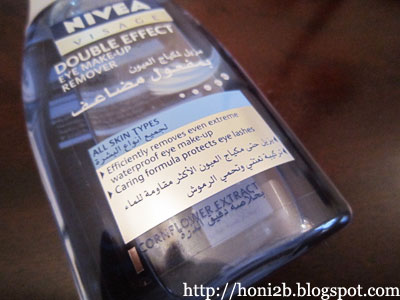 NIVEA
VISAGE
DOUBLE EFFECT
EYE MAKE-UP
REMOVER
مزيل مكياج العيون
بمفعول مضاعف
ALL SKIN TYPES
لجميع أنواع البشرة
Efficiently removes even extreme
waterproof eye make-up
Caring formula protects eye lashes
يزيل حتى مكياج العيون الأكثر مقاومة للماء
تركيبة تعتني وتحمي الرموش
CORNFLOWER EXTRACT
http://honi2b.blogspot.com